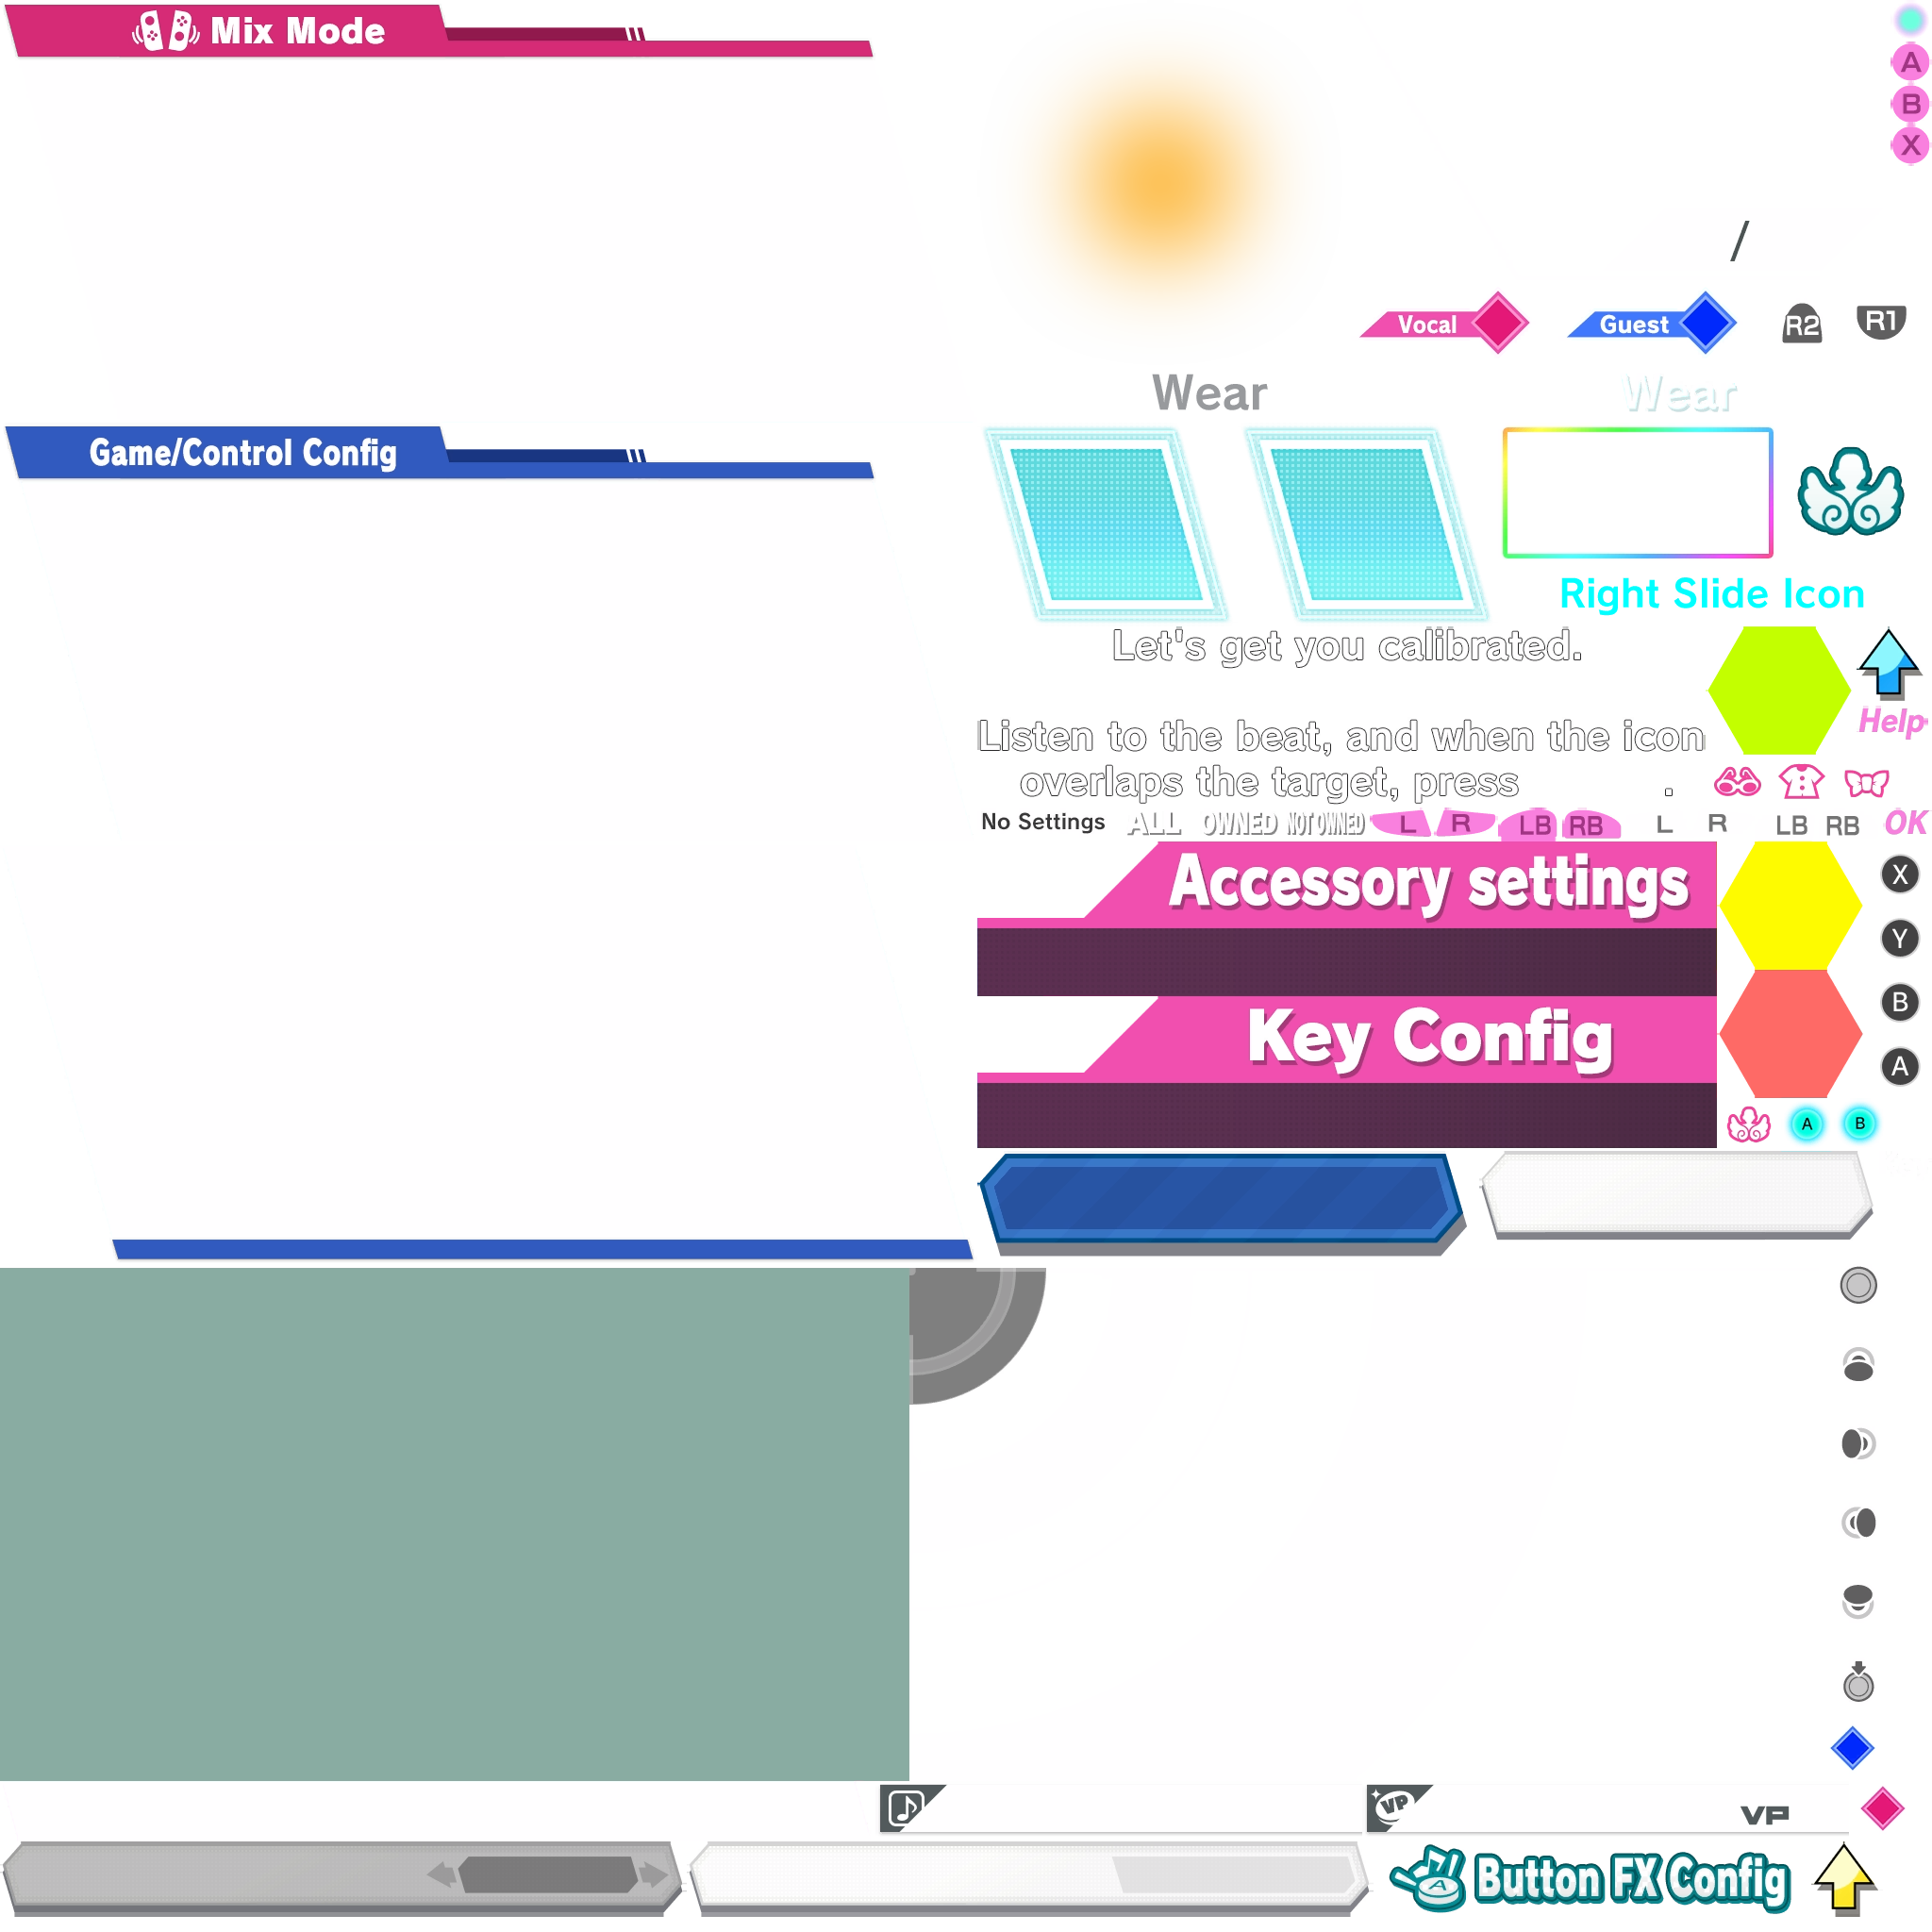 Mix Mode
A
B
X
/
Vocal
Guest
R2
R1
Wear
Wear
Game/Control Config
Right Slide Icon
Let's get you calibrated.
Listen to the beat, and when the icon
overlaps the target, press .
Help
No Settings
ALL
OWNED
NOT OWNED
L
R
LB
RB
L
R
LB
RB
OK
Accessory settings
X
Y
Key Config
B
A
A
B
VP
VP
A
Button FX Config